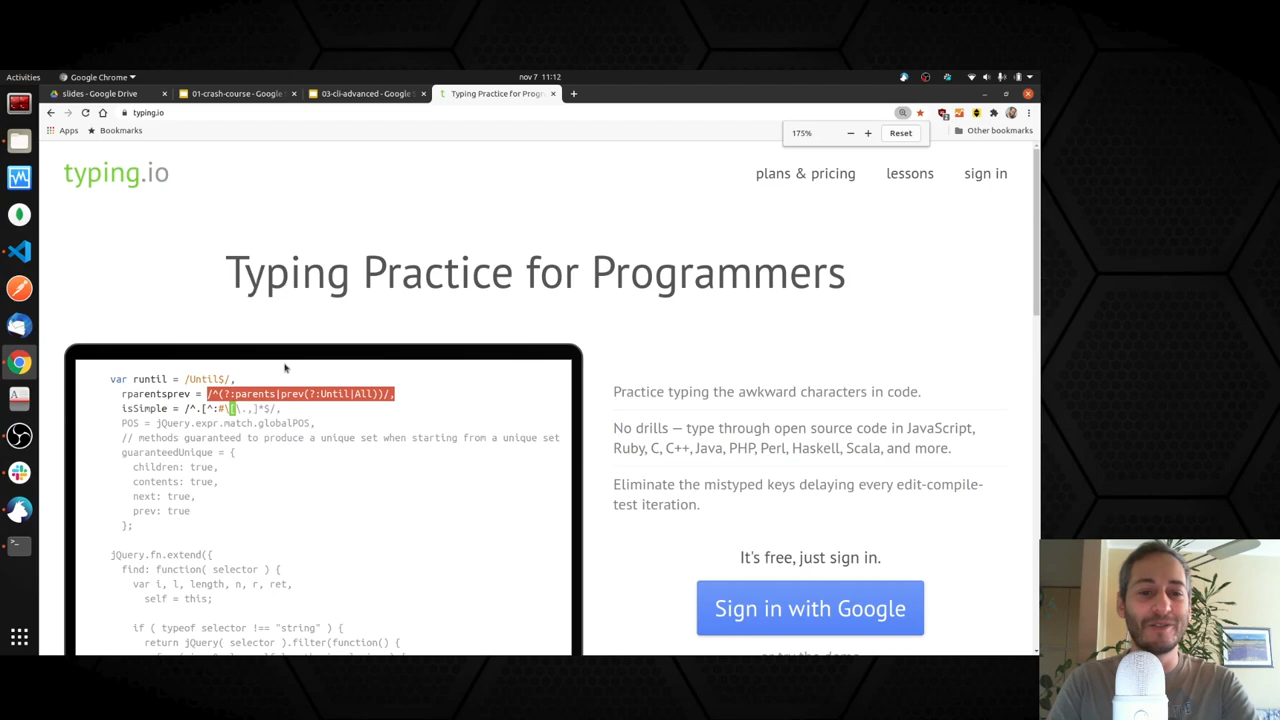 Activities
Google Chrome
nov 7 11:12
slides - Google Drive
01-crash-course - Google
03-cli-advanced - Google S
Typing Practice for Progra
typing.io
Apps
Bookmarks
175%
Reset
Other bookmarks
typing.io
plans & pricing
lessons
sign in
Typing Practice for Programmers
var runtil = /Until$/,
rparentsprev = /^(?:parents|prev(?:Until|All))/,
isSimple = /^.[^:#\[\.,]*$/,
POS = jQuery.expr.match.globalPOS,
// methods guaranteed to produce a unique set when starting from a unique set
guaranteedUnique = {
children: true,
contents: true,
next: true,
prev: true
};
jQuery.fn.extend({
find: function( selector ) {
var i, l, length, n, r, ret,
self = this;
if ( typeof selector !== "string" ) {
return jQuery( selector ).filter(function() {
Practice typing the awkward characters in code.
No drills — type through open source code in JavaScript,
Ruby, C, C++, Java, PHP, Perl, Haskell, Scala, and more.
Eliminate the mistyped keys delaying every edit-compile-
test iteration.
It's free, just sign in.
Sign in with Google